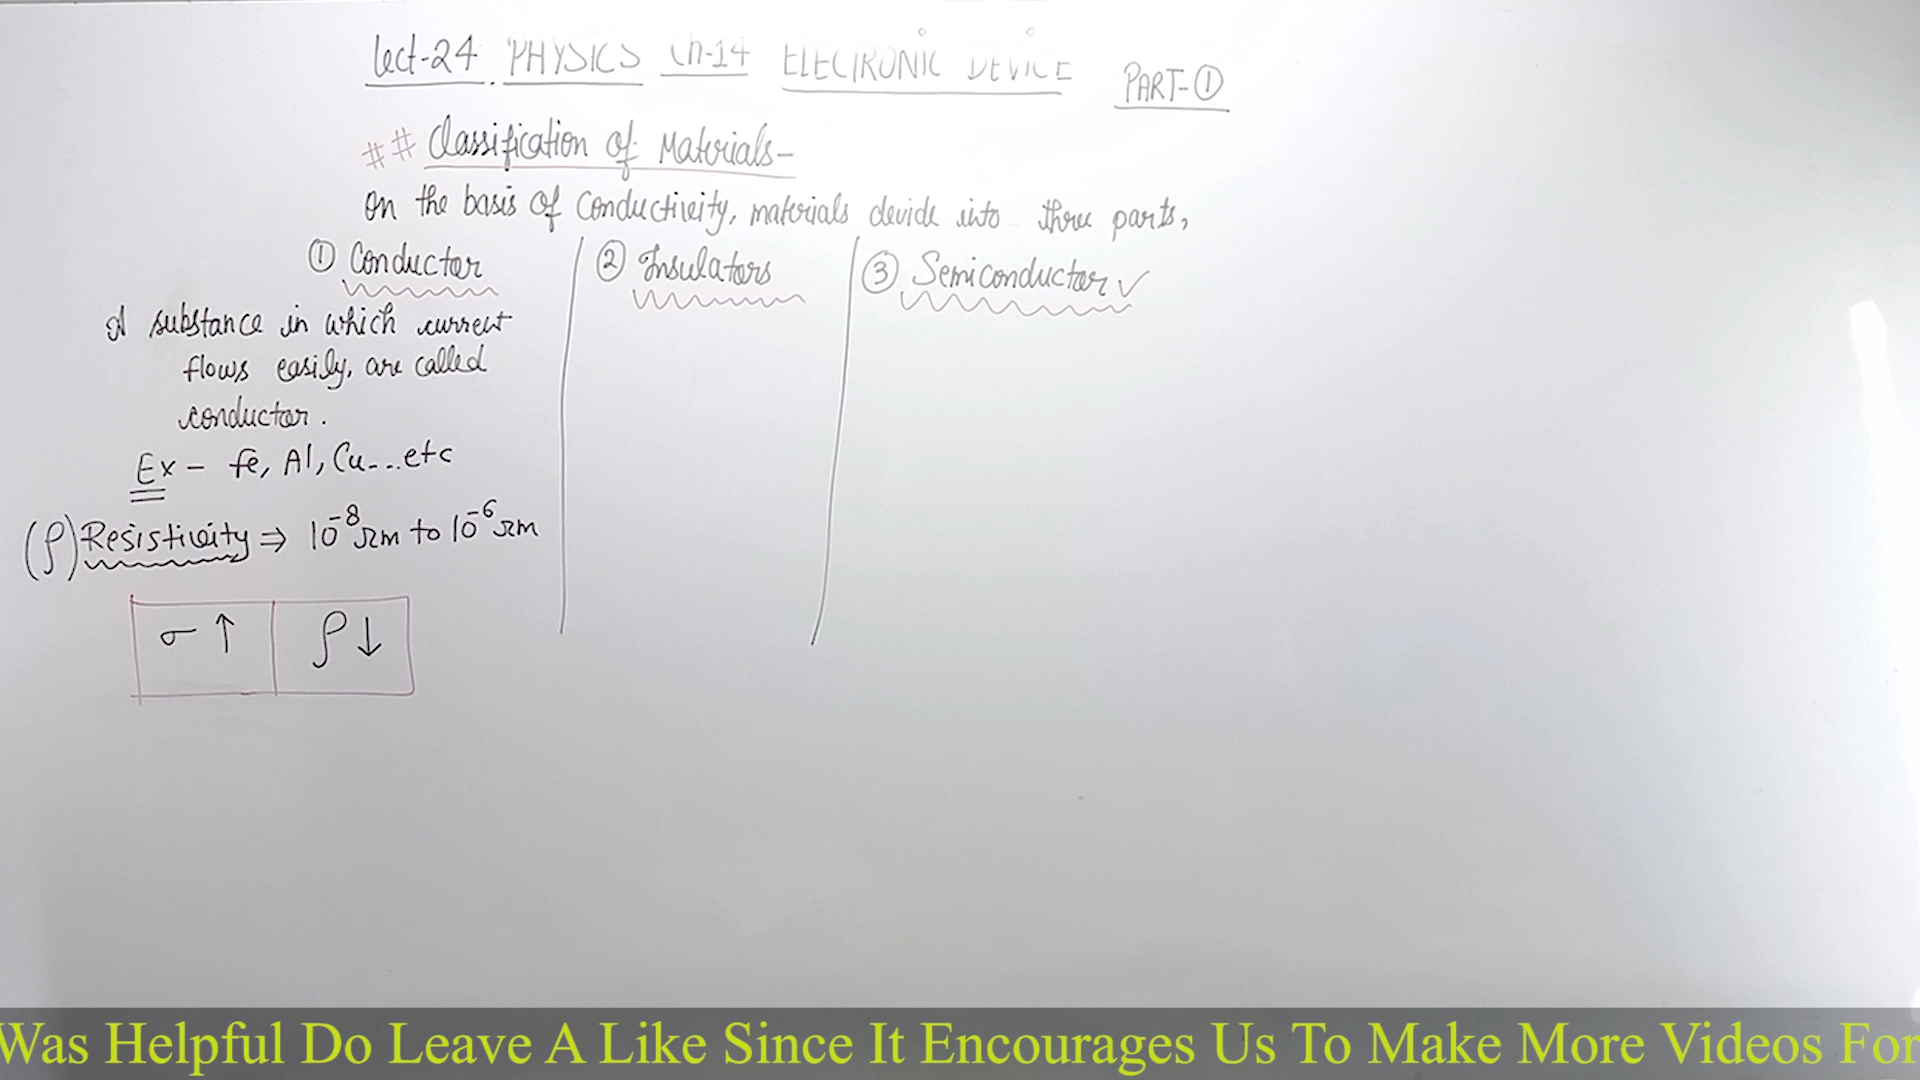 Lect-24 PHYSICS Ch-14 ELECTRONIC DEVICE PART-①
## Classification of Materials-
On the basis of Conductivity, materials devide into three parts,
① Conductor
A substance in which current
flows easily, are called
conductor.
Ex - Fe, Al, Cu---etc
(ρ) Resistivity ⇒ 10⁻⁸ Ωm to 10⁻⁶ Ωm
σ ↑ ρ ↓
② Insulators
③ Semiconductor ✓
Was Helpful Do Leave A Like Since It Encourages Us To Make More Videos For